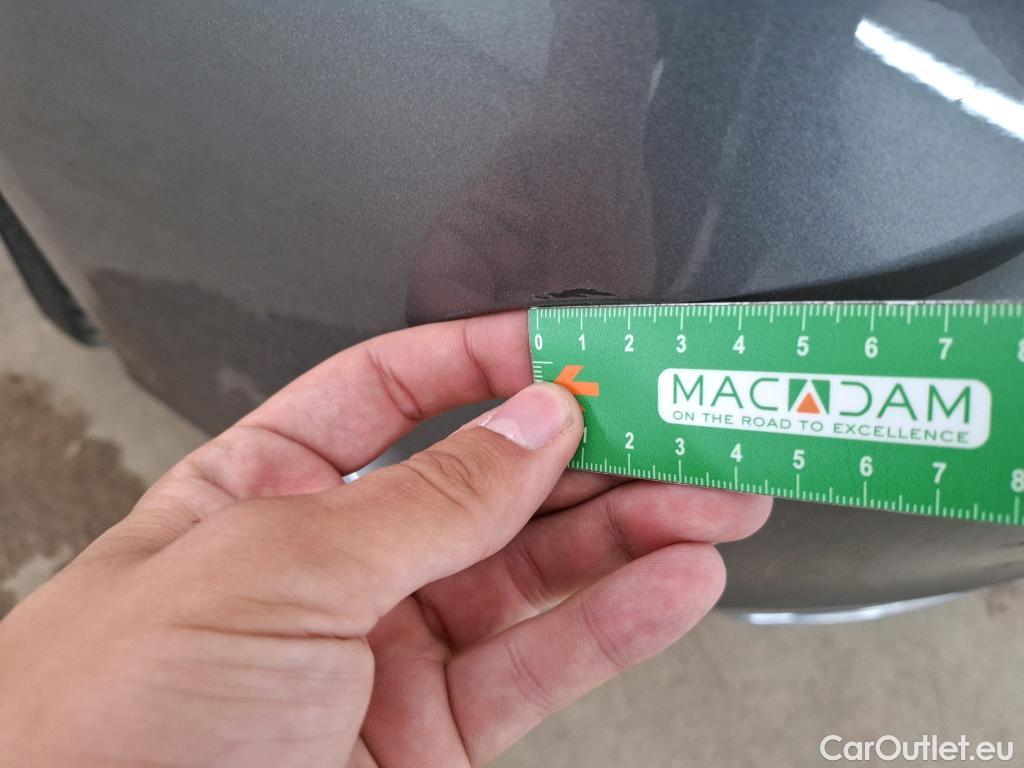 0 1 2 3 4 5 6 7 8
MACADAM
ON THE ROAD TO EXCELLENCE
1 2 3 4 5 6 7 8
CarOutlet.eu